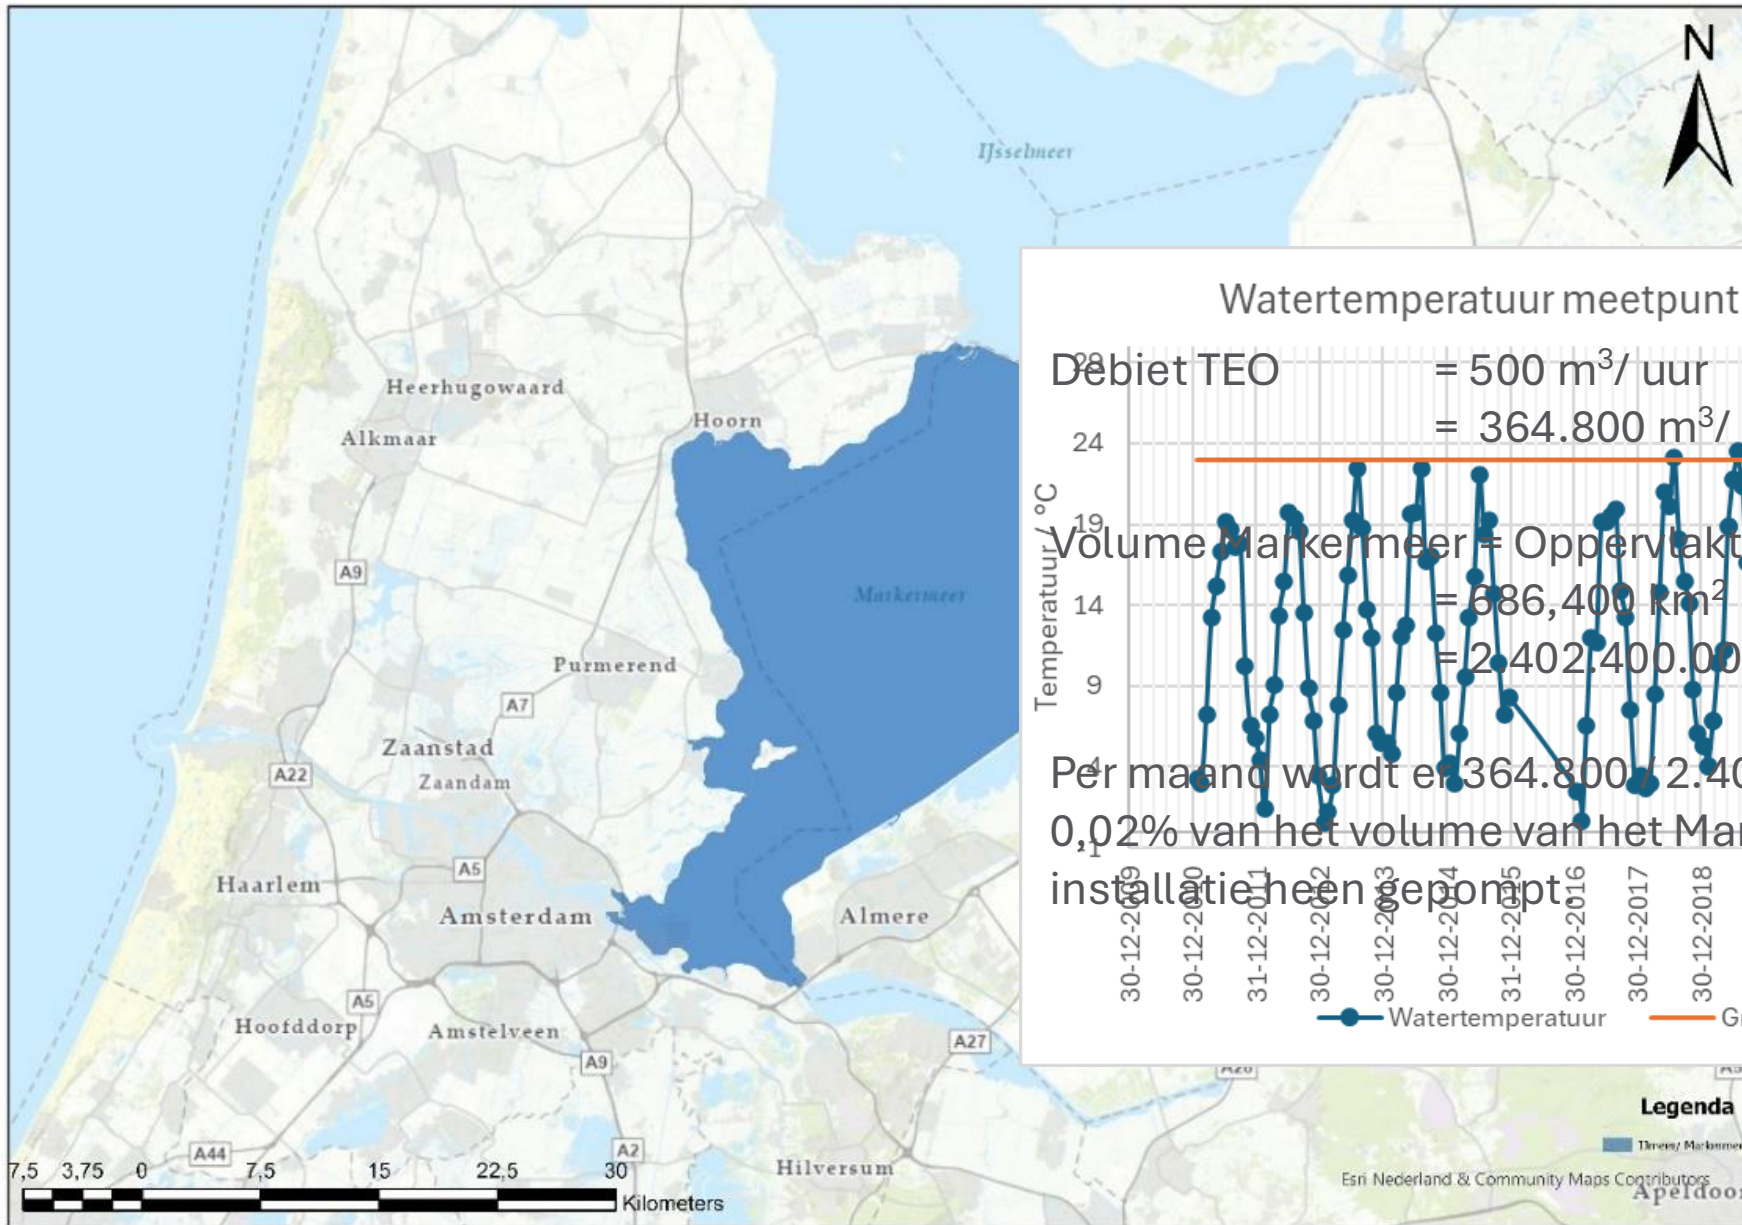 N
IJsselmeer
Heerhugowaard
Alkmaar
Hoorn
A9
Markermeer
Purmerend
A7
Zaanstad
Zaandam
A22
A5
Haarlem
Amsterdam
Almere
A5
Hoofddorp
Amstelveen
A9
A27
A44
A2
Hilversum
7,5 3,75 0 7,5 15 22,5 30
Kilometers
Watertemperatuur meetpunt
Debiet TEO = 500 m³/ uur
= 364.800 m³/
Volume Markermeer = Oppervlakt
= 686,400 km²
= 2.402.400.00
Per maand wordt er 364.800 / 2.40
0,02% van het volume van het Mar
installatie heen gepompt.
Temperatuur / °C
29
24
19
14
9
4
-1
30-12-2009
30-12-2010
31-12-2011
30-12-2012
30-12-2013
30-12-2014
31-12-2015
30-12-2016
30-12-2017
30-12-2018
Watertemperatuur
Legenda
IJmeer/ Markermee
Esri Nederland & Community Maps Contributors
Apeldoor